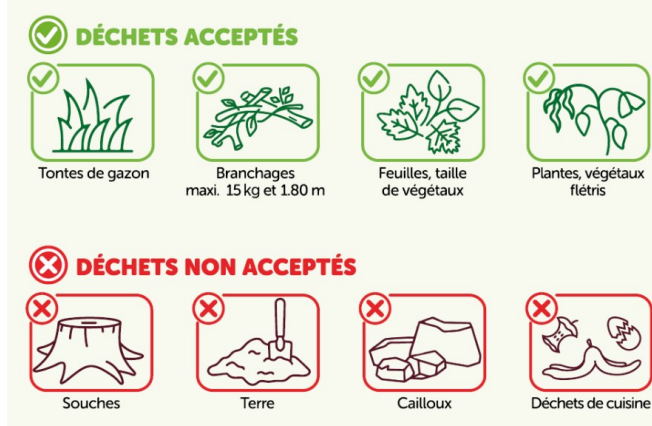 DÉCHETS ACCEPTÉS
Tontes de gazon
Branchages
maxi. 15 kg et 1.80 m
Feuilles, taille
de végétaux
Plantes, végétaux
flétris
DÉCHETS NON ACCEPTÉS
Souches
Terre
Cailloux
Déchets de cuisine